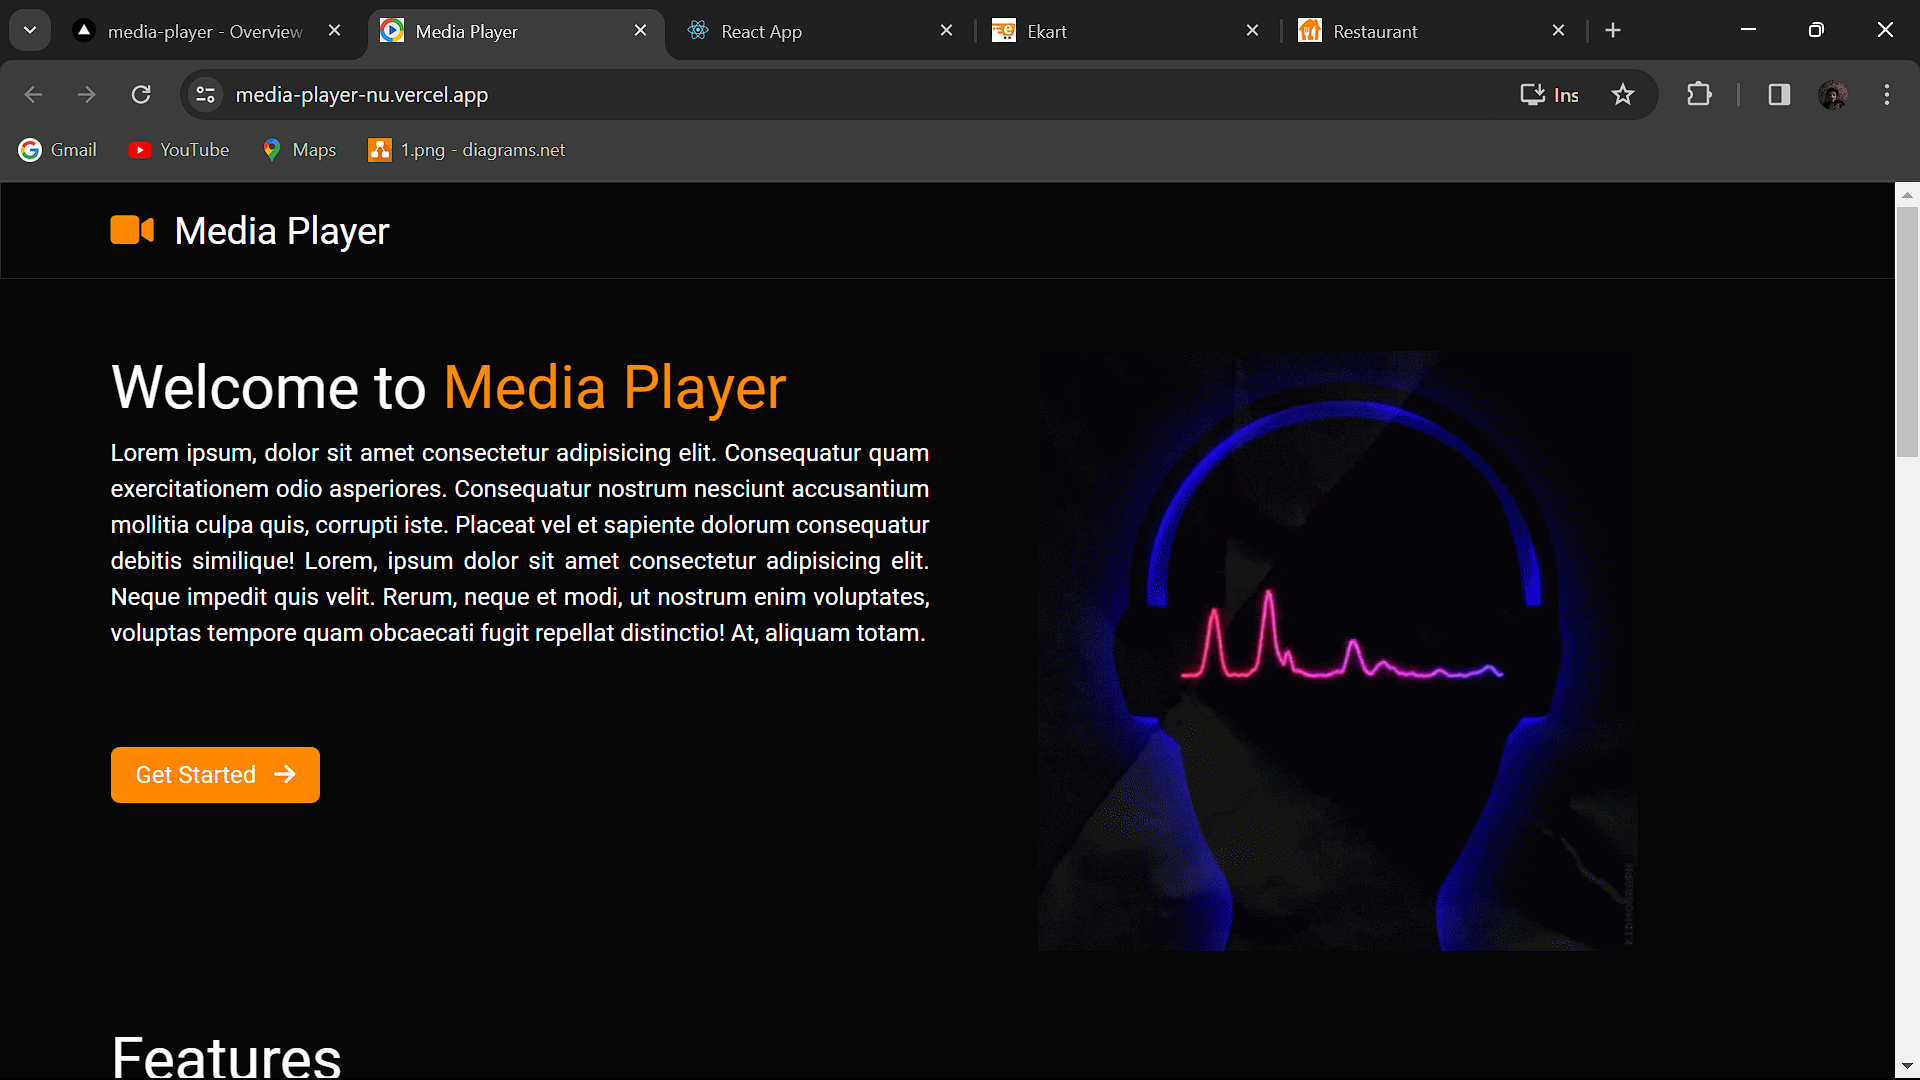 media-player - Overview
Media Player
React App
Ekart
Restaurant
media-player-nu.vercel.app
Ins
Gmail
YouTube
Maps
1.png - diagrams.net
Media Player
Welcome to Media Player
Lorem ipsum, dolor sit amet consectetur adipisicing elit. Consequatur quam
exercitationem odio asperiores. Consequatur nostrum nesciunt accusantium
mollitia culpa quis, corrupti iste. Placeat vel et sapiente dolorum consequatur
debitis similique! Lorem, ipsum dolor sit amet consectetur adipisicing elit.
Neque impedit quis velit. Rerum, neque et modi, ut nostrum enim voluptates,
voluptas tempore quam obcaecati fugit repellat distinctio! At, aliquam totam.
Get Started
KIDMOGRAPH
Features